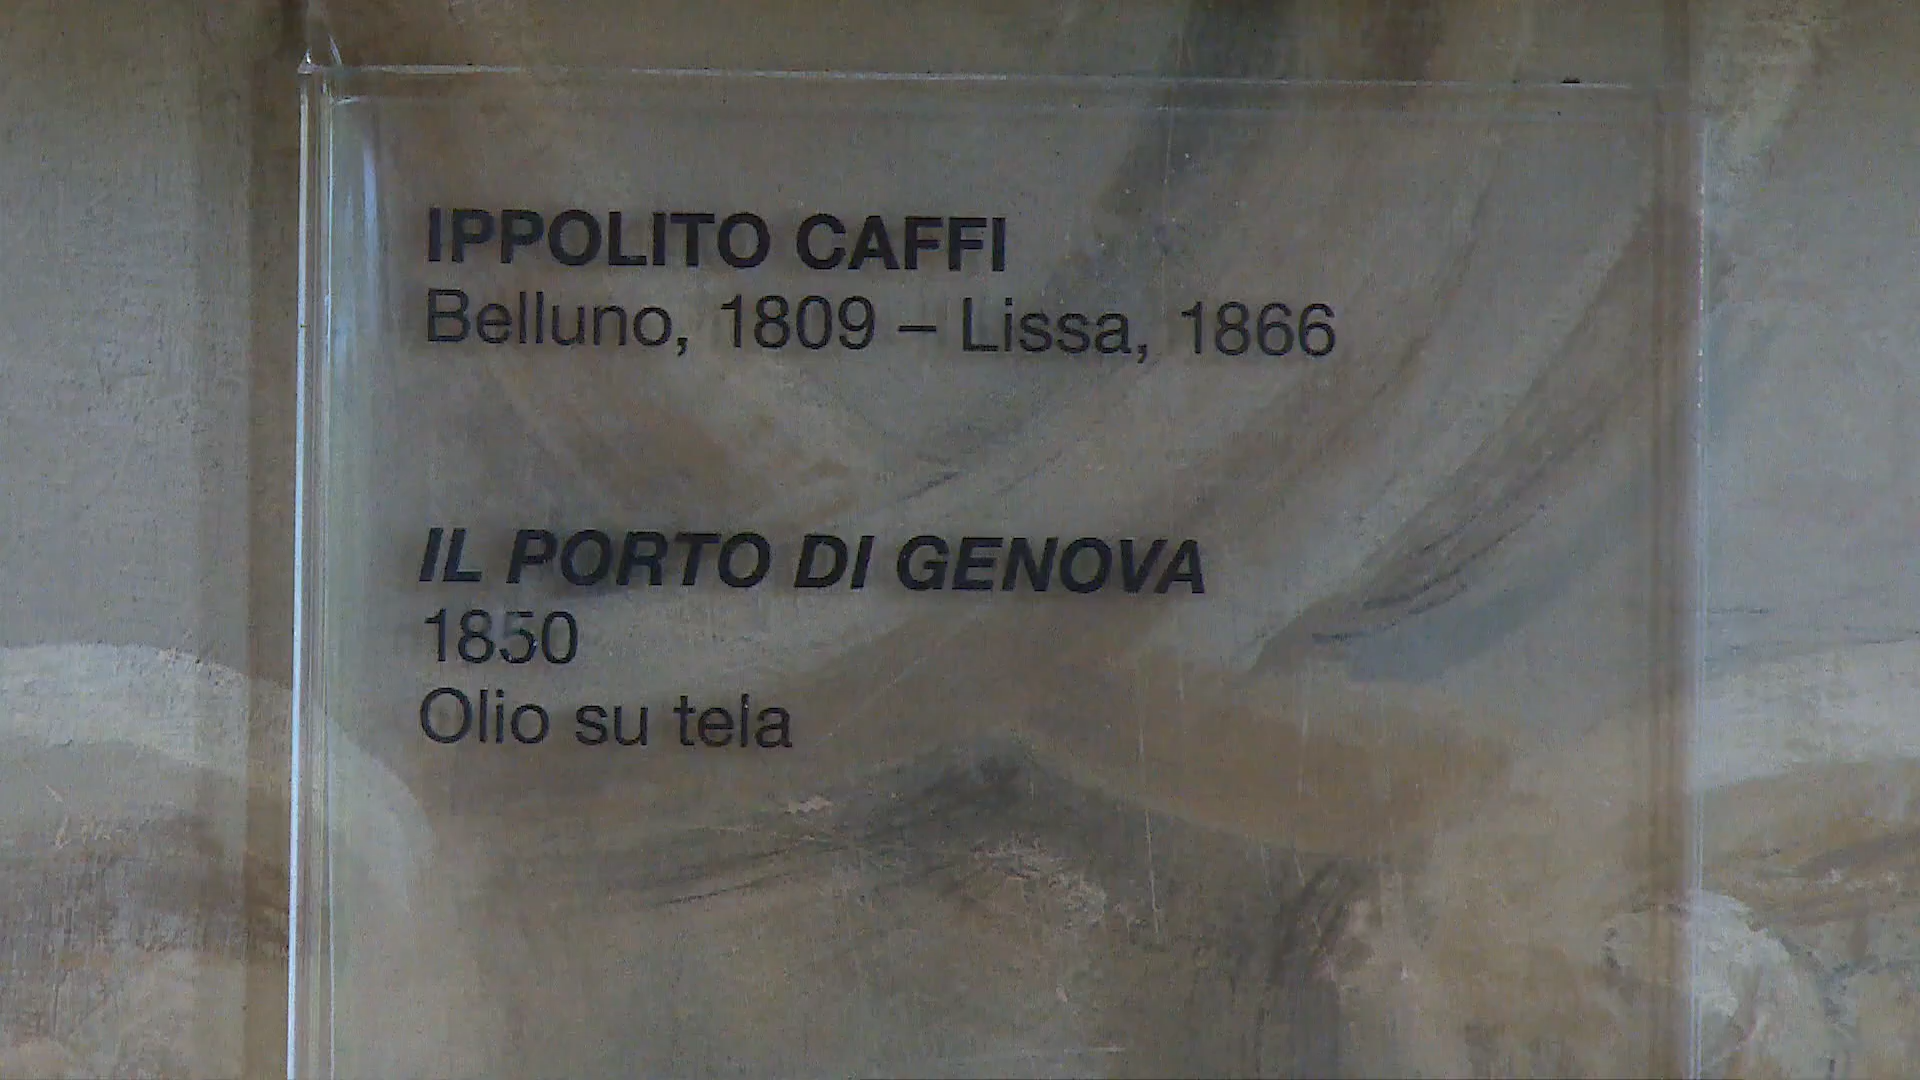 IPPOLITO CAFFI
Belluno, 1809 – Lissa, 1866
IL PORTO DI GENOVA
1850
Olio su tela